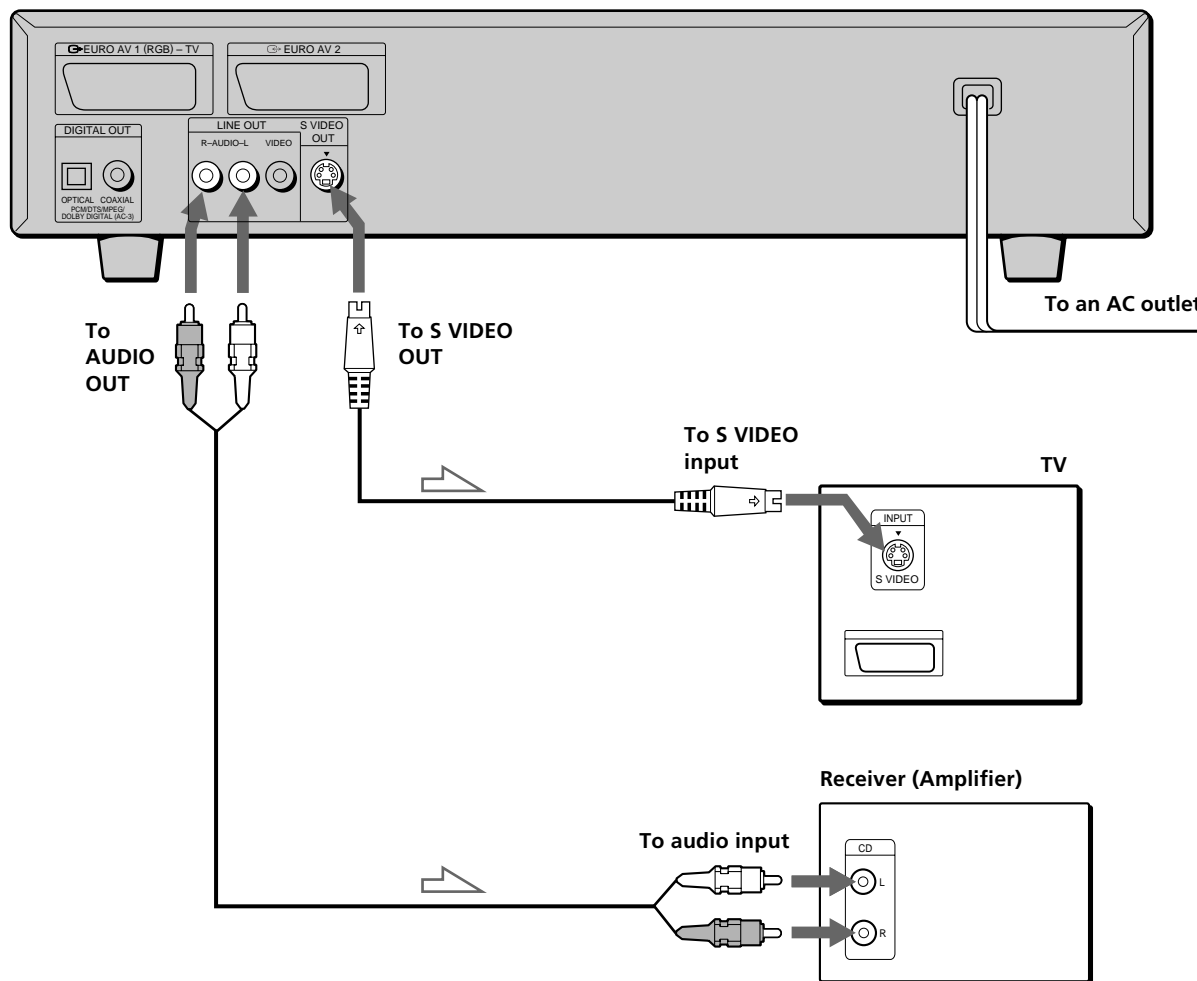 EURO AV 1 (RGB) – TV
EURO AV 2
DIGITAL OUT
OPTICAL COAXIAL
PCM/DTS/MPEG/
DOLBY DIGITAL (AC-3)
LINE OUT
R–AUDIO–L VIDEO
S VIDEO
OUT
To an AC outlet
To
AUDIO
OUT
To S VIDEO
OUT
To S VIDEO
input
TV
INPUT
S VIDEO
Receiver (Amplifier)
To audio input
CD
L
R